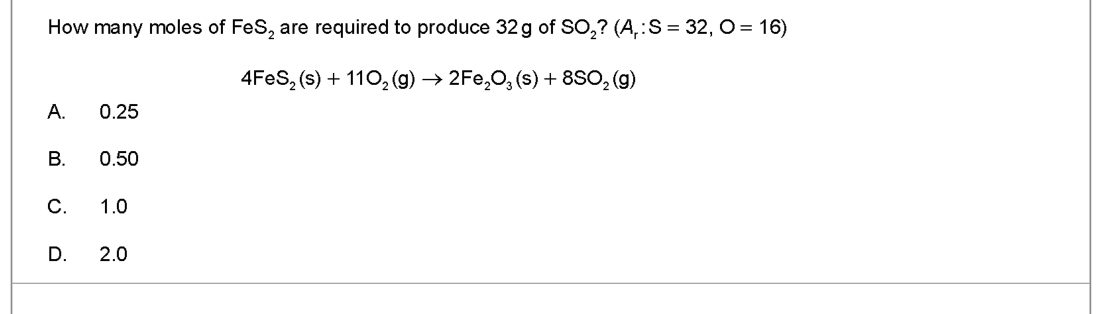 How many moles of FeS₂ are required to produce 32 g of SO₂? (Aᵣ: S = 32, O = 16)
4FeS₂ (s) + 11O₂ (g) → 2Fe₂O₃ (s) + 8SO₂ (g)
A. 0.25
B. 0.50
C. 1.0
D. 2.0